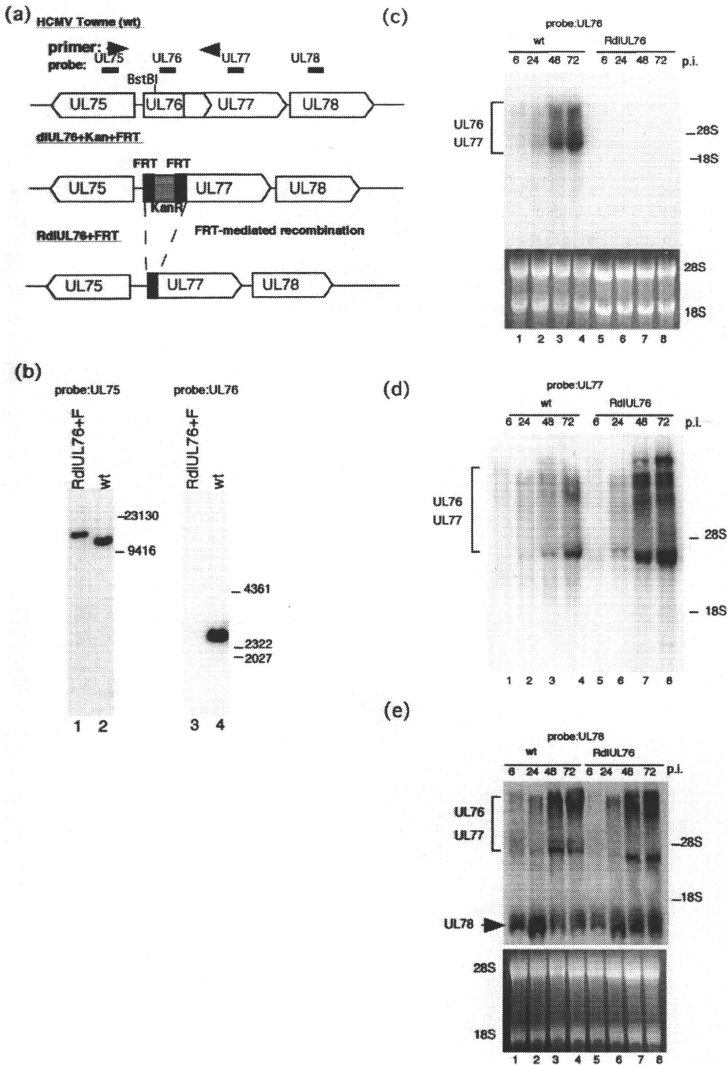 (a)
HCMV Towne (wt)
primer:
probe:
UL75 UL76 UL77 UL78
BstBI
UL75 UL76 UL77 UL78
dlUL76+Kan+FRT
FRT FRT
UL75 UL77 UL78
KanR
RdlUL76+FRT
FRT-mediated recombination
UL75 UL77 UL78
(b)
probe:UL75 probe:UL76
RdlUL76+F
wt
RdlUL76+F
wt
23130
9416
4361
2322
2027
1 2 3 4
(c)
probe:UL76
wt RdlUL76
6 24 48 72 6 24 48 72 p.i.
UL76
UL77
28S
18S
28S
18S
1 2 3 4 5 6 7 8
(d)
probe:UL77
wt RdlUL76
6 24 48 72 6 24 48 72 p.i.
UL76
UL77
28S
18S
1 2 3 4 5 6 7 8
(e)
probe:UL78
wt RdlUL76
6 24 48 72 6 24 48 72 p.i.
UL76
UL77
28S
18S
UL78
28S
18S
1 2 3 4 5 6 7 8